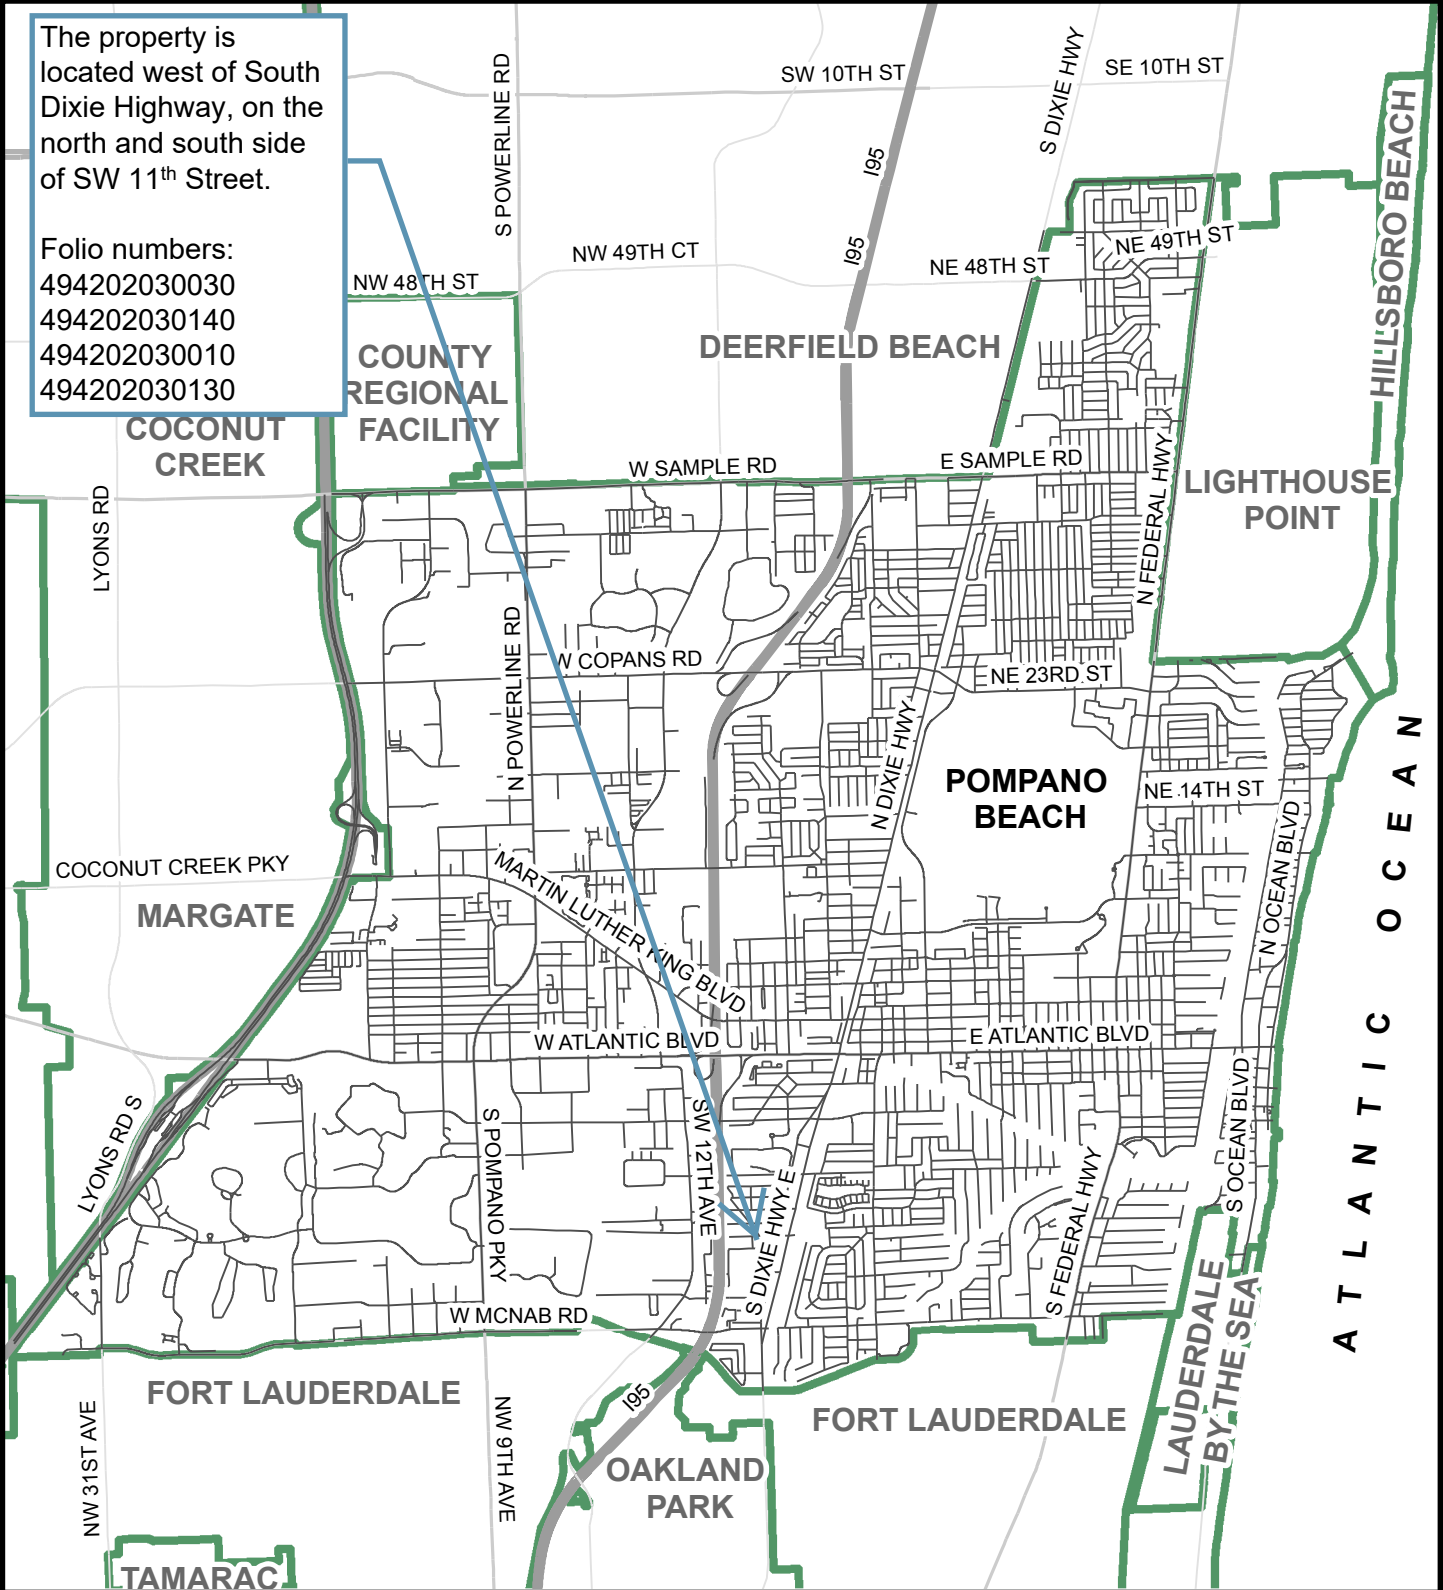 The property is
located west of South
Dixie Highway, on the
north and south side
of SW 11th Street.
Folio numbers:
494202030030
494202030140
494202030010
494202030130
S POWERLINE RD
SW 10TH ST
S DIXIE HWY
SE 10TH ST
I95
HILLSBORO BEACH
NW 48TH ST
NW 49TH CT
I95
NE 48TH ST
NE 49TH ST
COUNTY
REGIONAL
FACILITY
DEERFIELD BEACH
COCONUT
CREEK
W SAMPLE RD
E SAMPLE RD
LIGHTHOUSE
POINT
LYONS RD
N FEDERAL HWY
N POWERLINE RD
W COPANS RD
NE 23RD ST
N DIXIE HWY
POMPANO
BEACH
NE 14TH ST
N OCEAN BLVD
ATLANTIC OCEAN
COCONUT CREEK PKY
MARGATE
MARTIN LUTHER KING BLVD
W ATLANTIC BLVD
E ATLANTIC BLVD
LYONS RD S
S POMPANO PKY
SW 12TH AVE
S DIXIE HWY E
S FEDERAL HWY
S OCEAN BLVD
W MCNAB RD
LAUDERDALE
BY THE SEA
FORT LAUDERDALE
FORT LAUDERDALE
I95
NW 31ST AVE
NW 9TH AVE
OAKLAND
PARK
TAMARAC